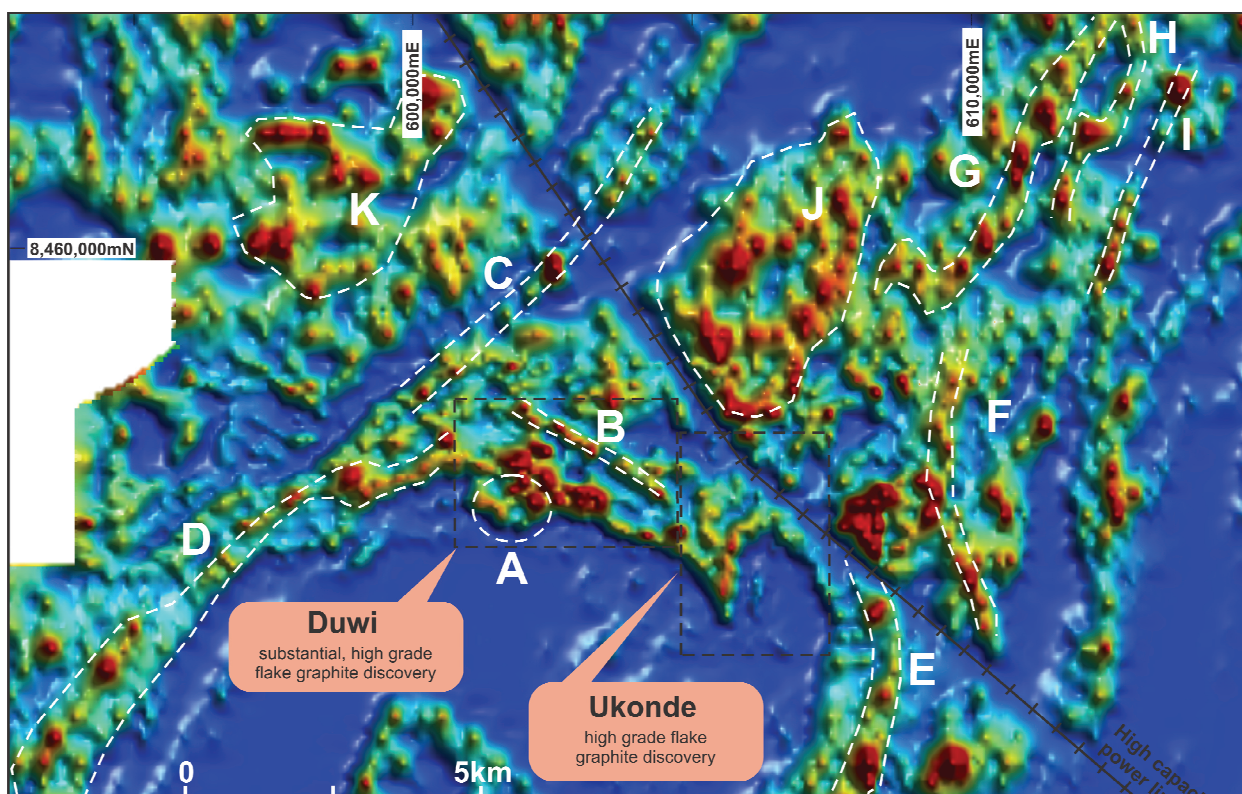 600,000mE
610,000mE
H
I
G
K
J
8,460,000mN
C
B
F
D
A
Duwi
substantial, high grade
flake graphite discovery
E
Ukonde
high grade flake
graphite discovery
0
5km
High capac
power li